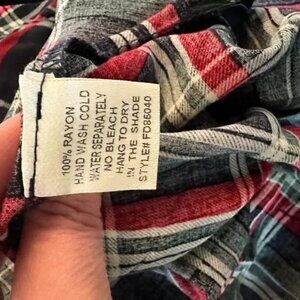 100% RAYON
HAND WASH COLD
WATER SEPARATELY
NO BLEACH
HANG TO DRY
IN THE SHADE
STYLE# FD86040